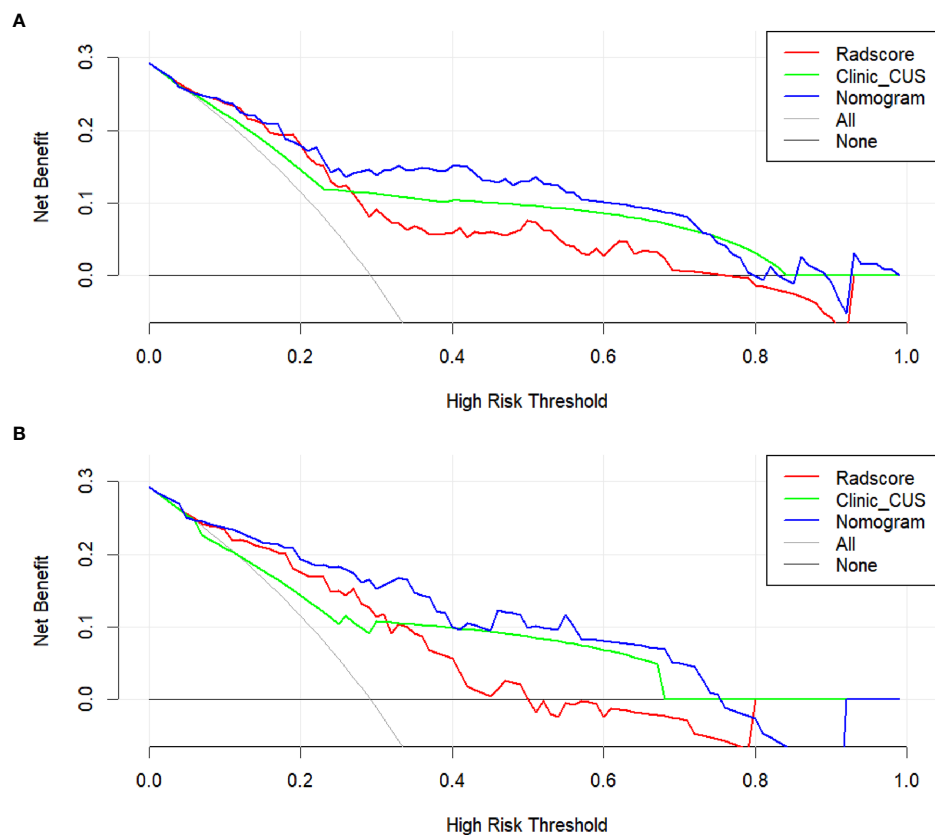 A
Net Benefit
0.3
0.2
0.1
0.0
Radscore
Clinic_CUS
Nomogram
All
None
0.0 0.2 0.4 0.6 0.8 1.0
High Risk Threshold
B
Net Benefit
0.3
0.2
0.1
0.0
Radscore
Clinic_CUS
Nomogram
All
None
0.0 0.2 0.4 0.6 0.8 1.0
High Risk Threshold